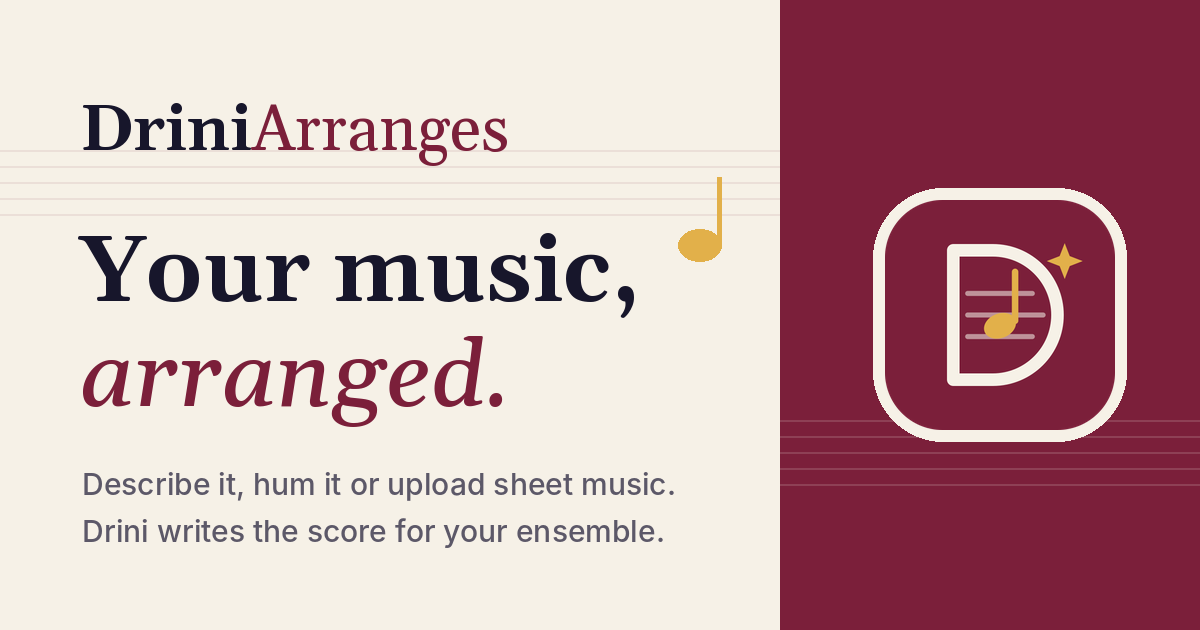 DriniArranges
Your music,
arranged.
Describe it, hum it or upload sheet music.
Drini writes the score for your ensemble.
D